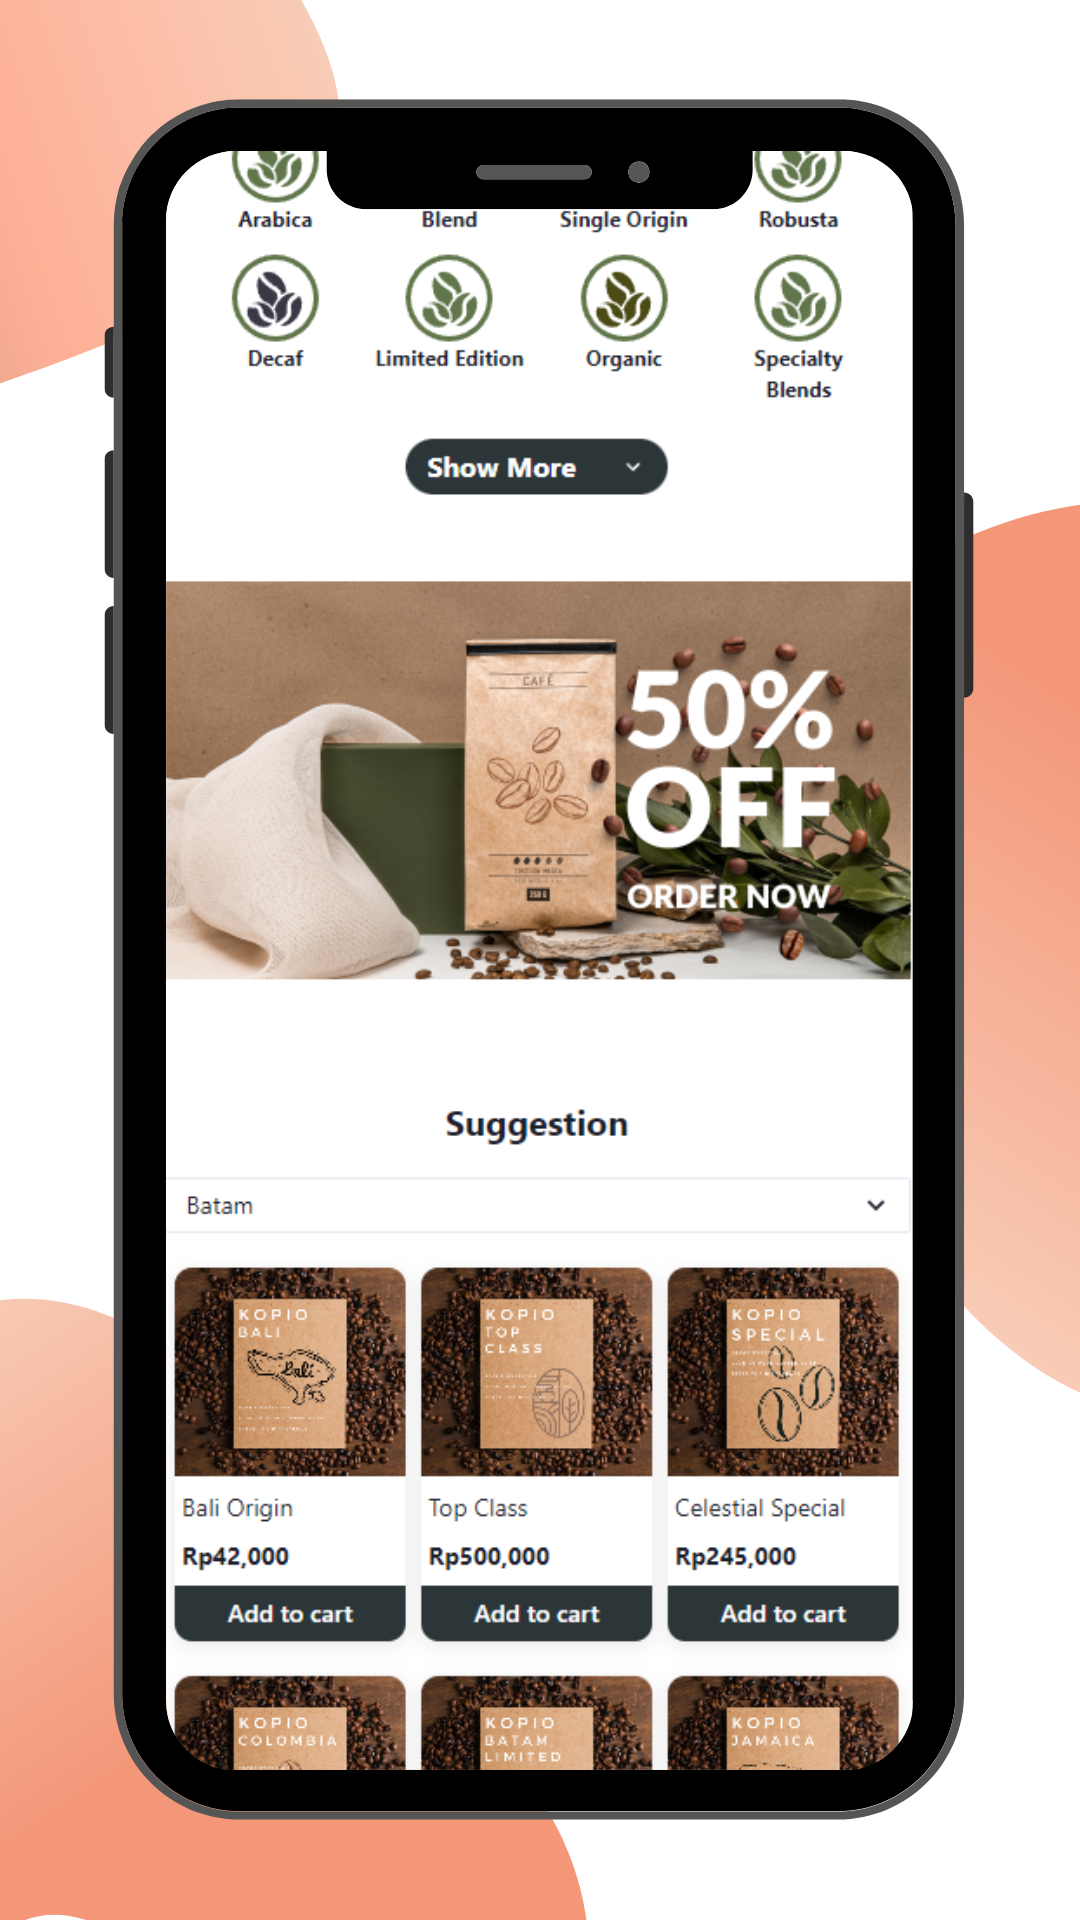 Arabica Blend Single Origin Robusta
Decaf Limited Edition Organic Specialty
Blends
Show More
CAFÉ
250 G
50%
OFF
ORDER NOW
Suggestion
Batam
KOPIO
BALI
Bali
KOPIO
TOP
CLASS
KOPIO
SPECIAL
Bali Origin Top Class Celestial Special
Rp42,000 Rp500,000 Rp245,000
Add to cart Add to cart Add to cart
KOPIO
COLOMBIA
KOPIO
BATAM
LIMITED
KOPIO
JAMAICA